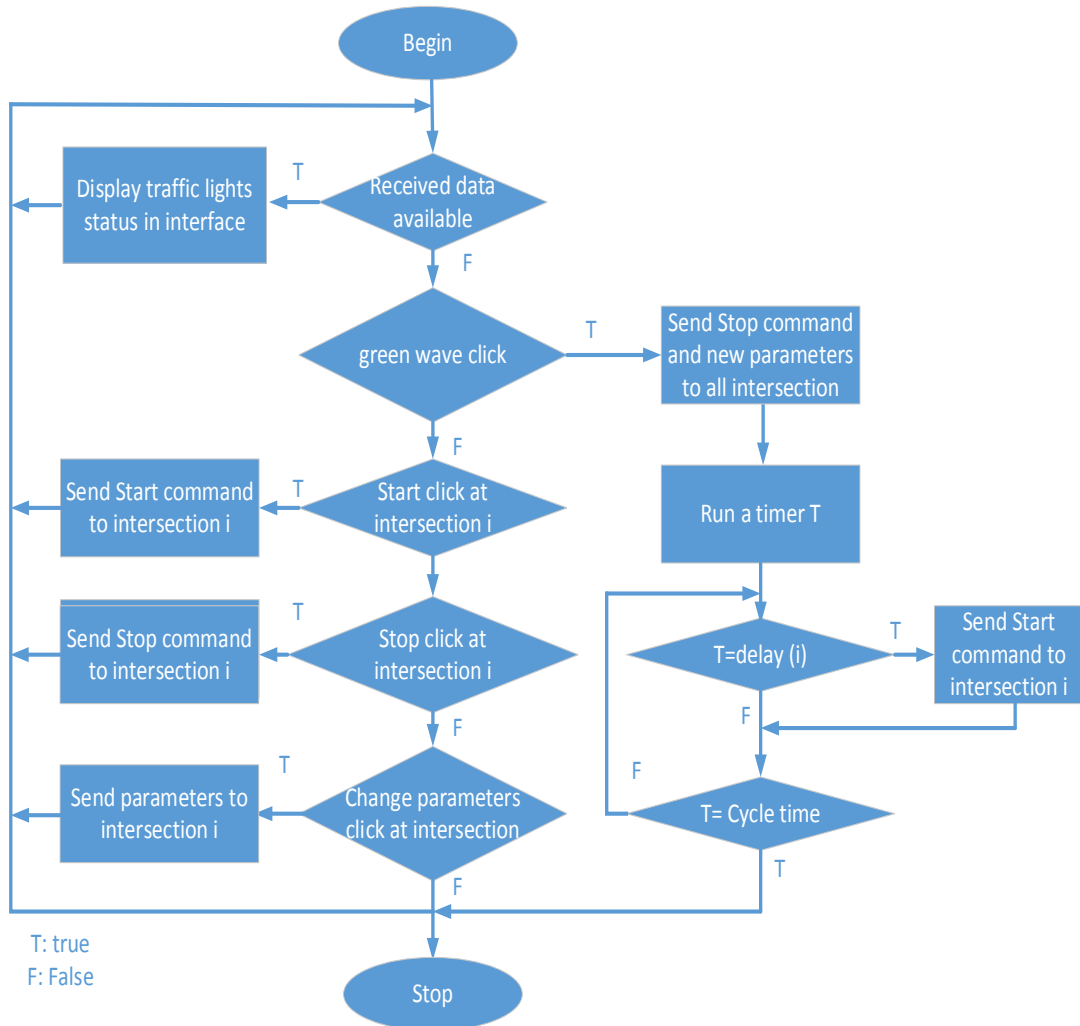 Begin
T
Display traffic lights
status in interface
Received data
available
F
green wave click
T
Send Stop command
and new parameters
to all intersection
F
Send Start command
to intersection i
T
Start click at
intersection i
Run a timer T
Send Stop command
to intersection i
T
Stop click at
intersection i
T=delay (i)
T
Send Start
command to
intersection i
F
F
Send parameters to
intersection i
T
Change parameters
click at intersection
F
T= Cycle time
T
F
T: true
F: False
Stop